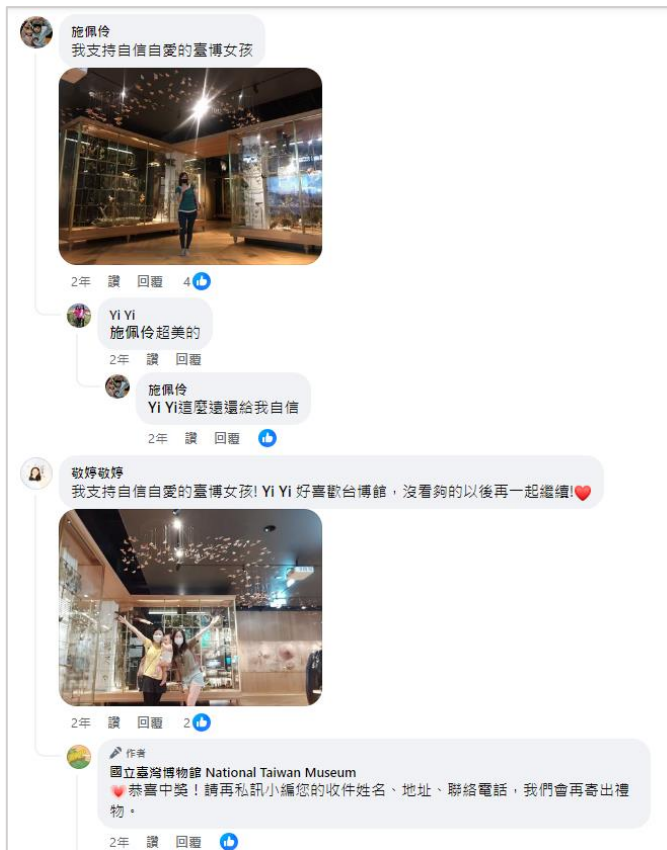 施佩伶
我支持自信自愛的臺博女孩
2年 讚 回覆 4
Yi Yi
施佩伶超美的
2年 讚 回覆
施佩伶
Yi Yi這麼遠還給我自信
2年 讚 回覆
敬婷敬婷
我支持自信自愛的臺博女孩! Yi Yi 好喜歡台博館，沒看夠的以後再一起繼續!❤️
2年 讚 回覆 2
作者
國立臺灣博物館 National Taiwan Museum
❤️恭喜中獎！請再私訊小編您的收件姓名、地址、聯絡電話，我們會再寄出禮
物。
2年 讚 回覆